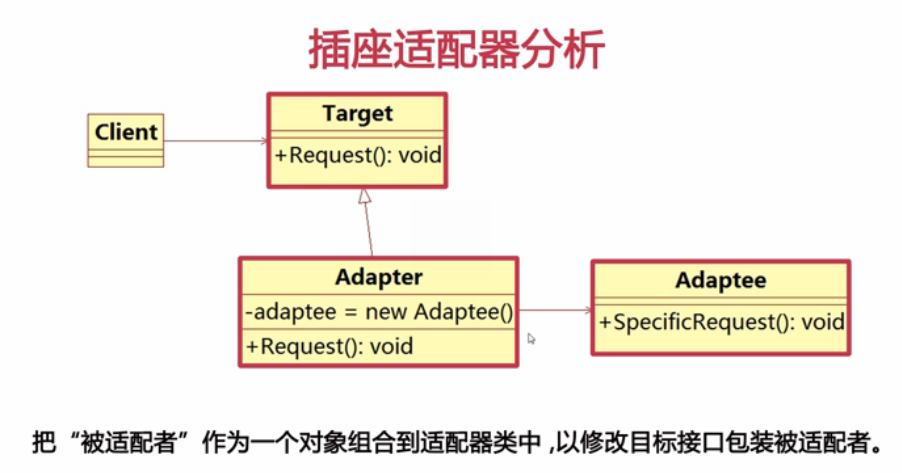 插座适配器分析
Client
Target
+Request(): void
Adapter
-adaptee = new Adaptee()
+Request(): void
Adaptee
+SpecificRequest(): void
把“被适配者”作为一个对象组合到适配器类中,以修改目标接口包装被适配者。